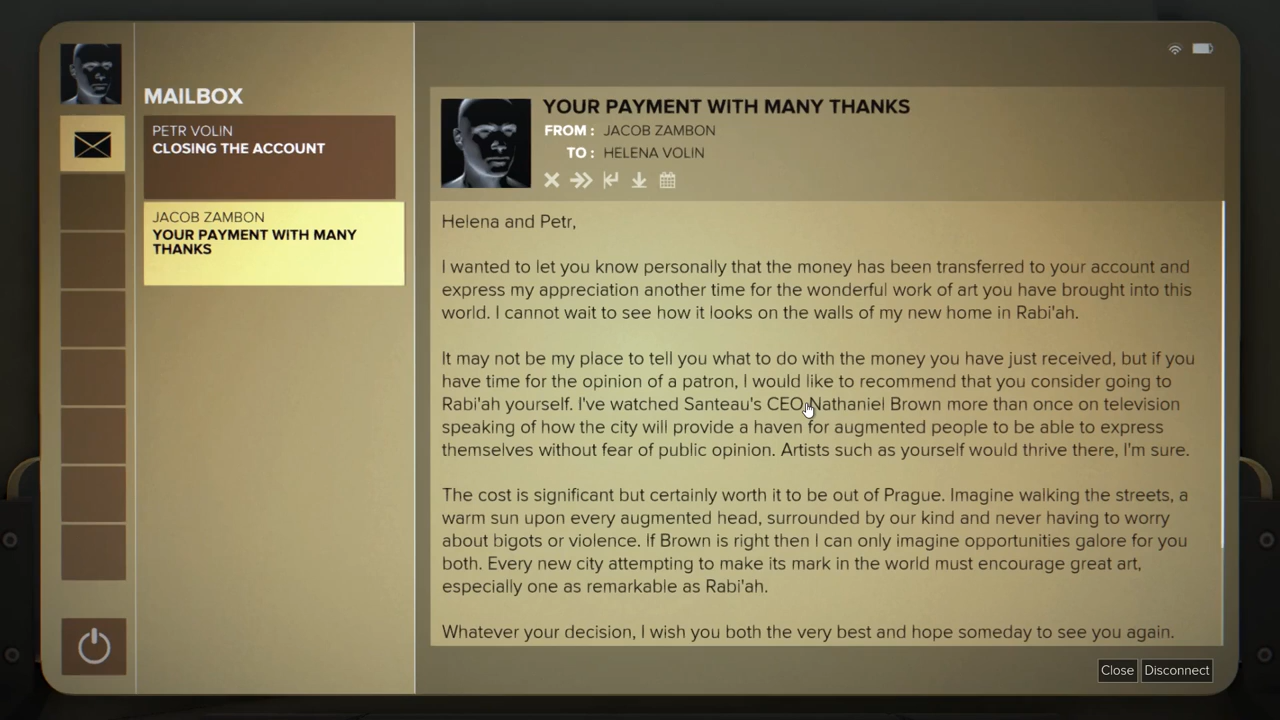 MAILBOX
PETR VOLIN
CLOSING THE ACCOUNT
JACOB ZAMBON
YOUR PAYMENT WITH MANY
THANKS
YOUR PAYMENT WITH MANY THANKS
FROM : JACOB ZAMBON
TO : HELENA VOLIN
Helena and Petr,
I wanted to let you know personally that the money has been transferred to your account and
express my appreciation another time for the wonderful work of art you have brought into this
world. I cannot wait to see how it looks on the walls of my new home in Rabi'ah.
It may not be my place to tell you what to do with the money you have just received, but if you
have time for the opinion of a patron, I would like to recommend that you consider going to
Rabi'ah yourself. I've watched Santeau's CEO Nathaniel Brown more than once on television
speaking of how the city will provide a haven for augmented people to be able to express
themselves without fear of public opinion. Artists such as yourself would thrive there, I'm sure.
The cost is significant but certainly worth it to be out of Prague. Imagine walking the streets, a
warm sun upon every augmented head, surrounded by our kind and never having to worry
about bigots or violence. If Brown is right then I can only imagine opportunities galore for you
both. Every new city attempting to make its mark in the world must encourage great art,
especially one as remarkable as Rabi'ah.
Whatever your decision, I wish you both the very best and hope someday to see you again.
Close Disconnect